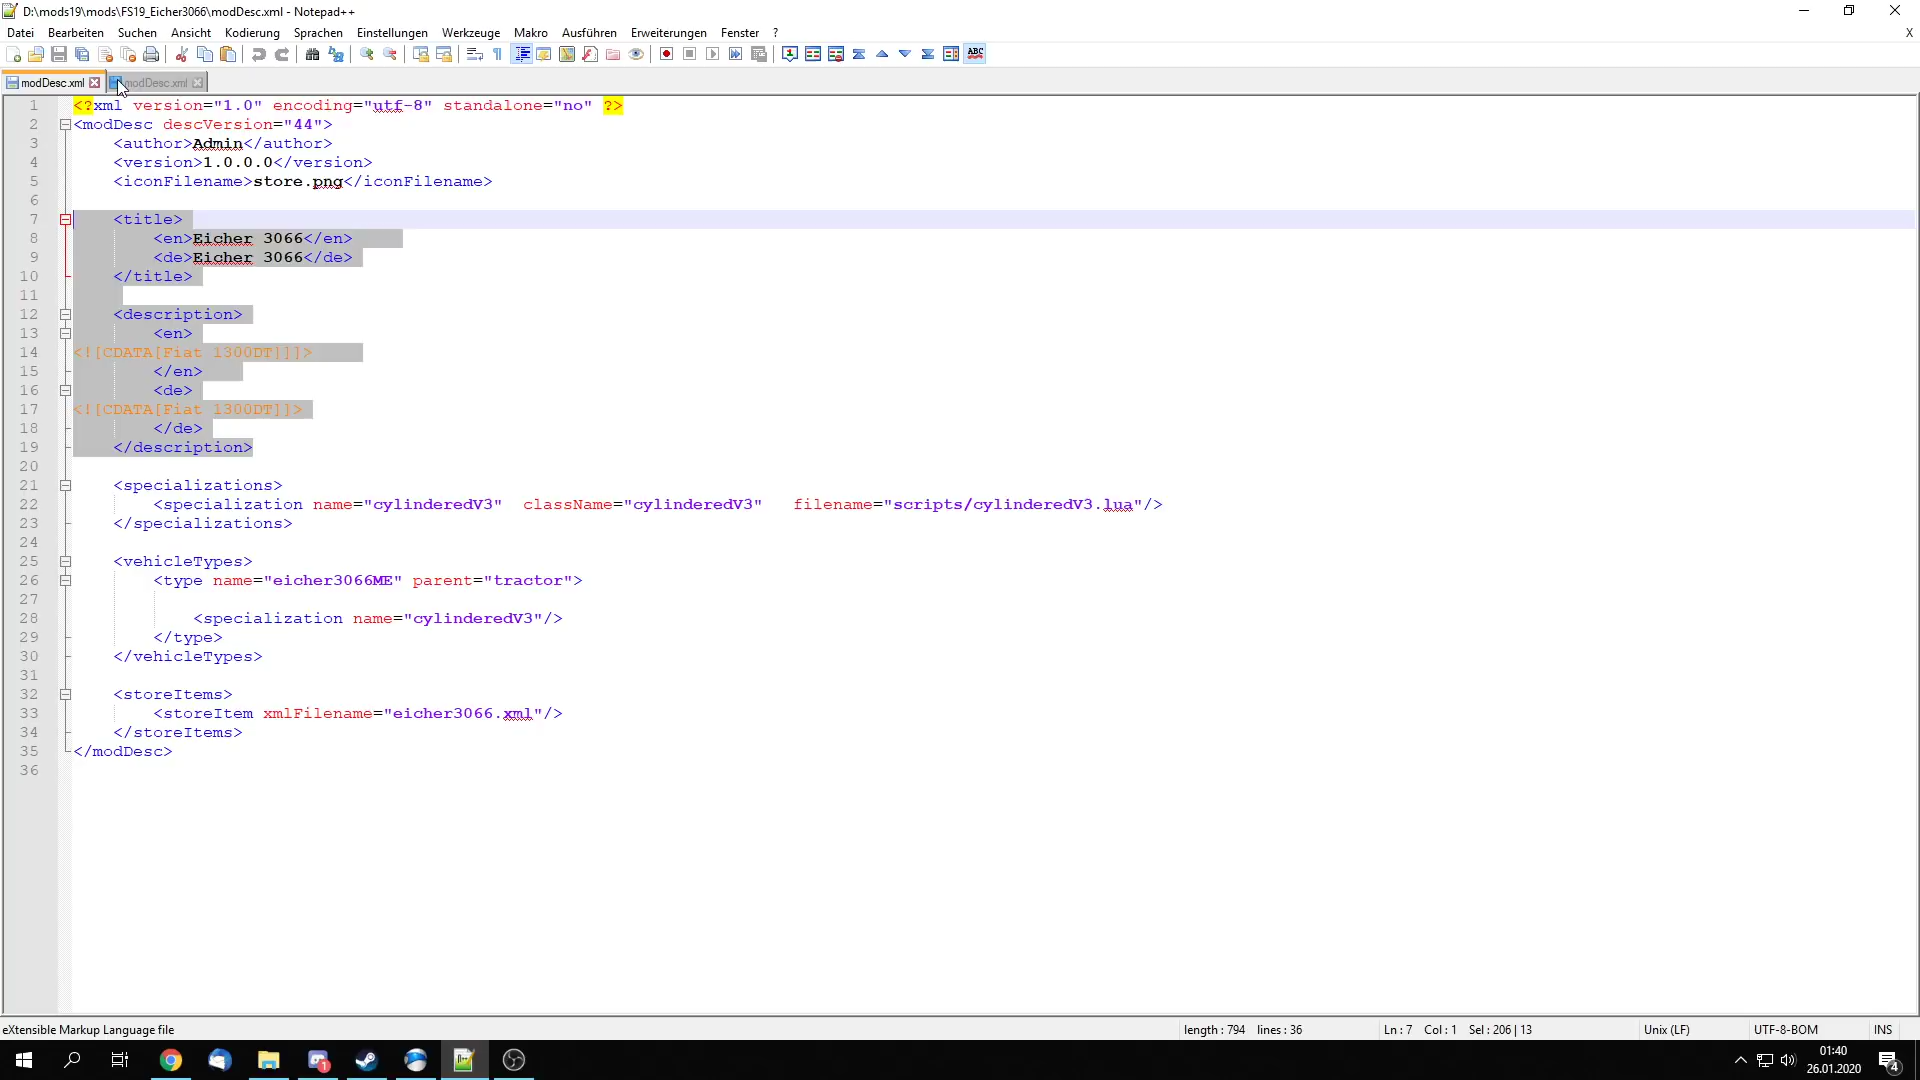 D:\mods19\mods\FS19_Eicher3066\modDesc.xml - Notepad++
Datei Bearbeiten Suchen Ansicht Kodierung Sprachen Einstellungen Werkzeuge Makro Ausführen Erweiterungen Fenster ? X
modDesc.xml modDesc.xml
1 <?xml version="1.0" encoding="utf-8" standalone="no" ?>
2 <modDesc descVersion="44">
3 <author>Admin</author>
4 <version>1.0.0.0</version>
5 <iconFilename>store.png</iconFilename>
6
7 <title>
8 <en>Eicher 3066</en>
9 <de>Eicher 3066</de>
10 </title>
11
12 <description>
13 <en>
14 <![CDATA[Fiat 1300DT]]]>
15 </en>
16 <de>
17 <![CDATA[Fiat 1300DT]]>
18 </de>
19 </description>
20
21 <specializations>
22 <specialization name="cylinderedV3" className="cylinderedV3" filename="scripts/cylinderedV3.lua"/>
23 </specializations>
24
25 <vehicleTypes>
26 <type name="eicher3066ME" parent="tractor">
27
28 <specialization name="cylinderedV3"/>
29 </type>
30 </vehicleTypes>
31
32 <storeItems>
33 <storeItem xmlFilename="eicher3066.xml"/>
34 </storeItems>
35 </modDesc>
36
eXtensible Markup Language file length : 794 lines : 36 Ln : 7 Col : 1 Sel : 206 | 13 Unix (LF) UTF-8-BOM INS
01:40
26.01.2020
4
1
ABC